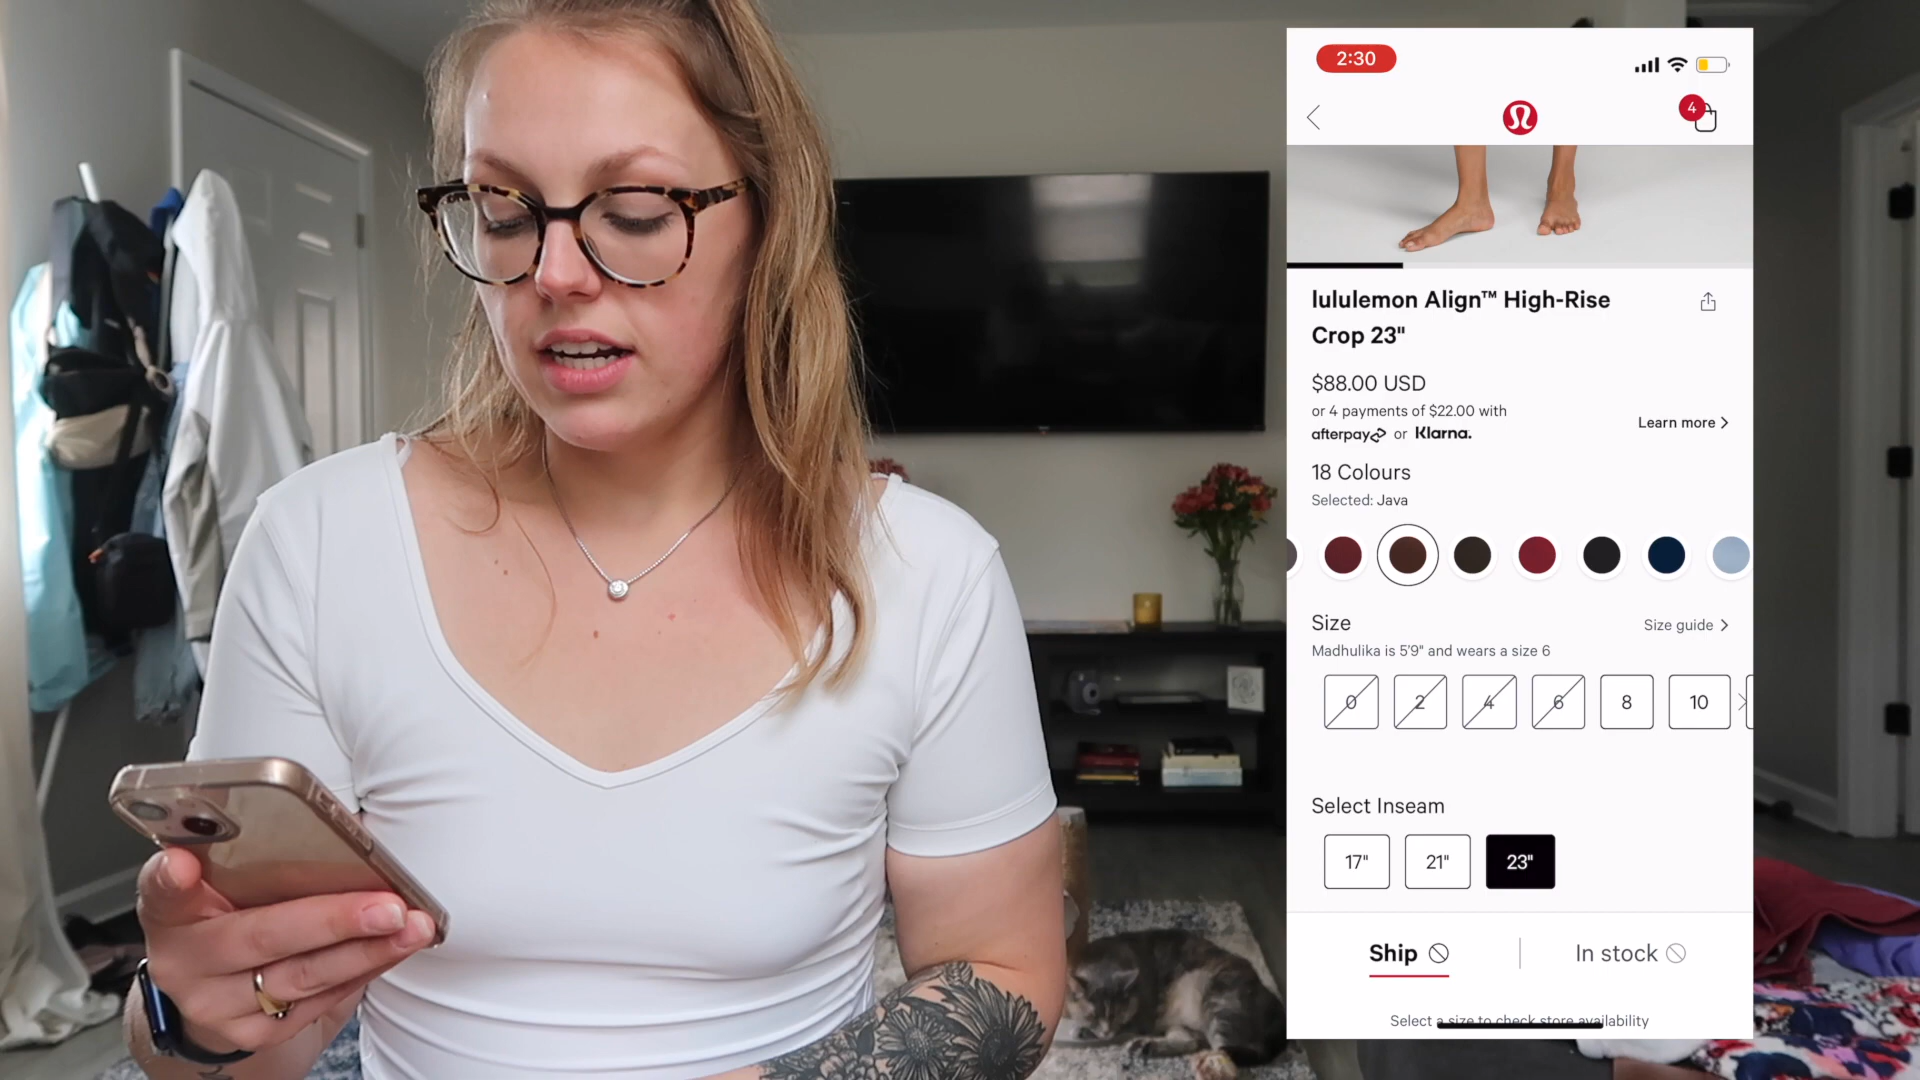 2:30
4
lululemon Align™ High-Rise
Crop 23"
$88.00 USD
or 4 payments of $22.00 with
afterpay or Klarna.
Learn more
18 Colours
Selected: Java
Size
Size guide
Madhulika is 5'9" and wears a size 6
0 2 4 6 8 10
Select Inseam
17" 21" 23"
Ship
In stock
Select a size to check store availability